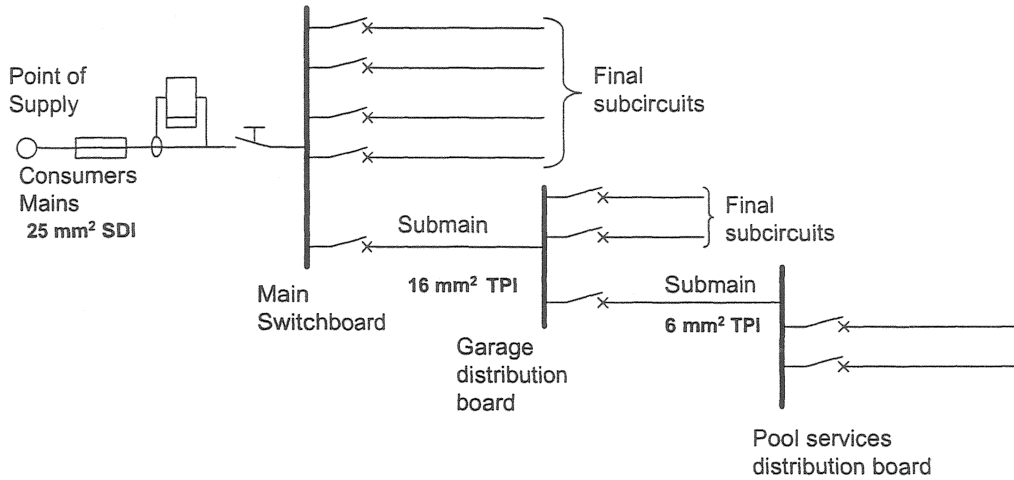 Point of
Supply
Consumers
Mains
25 mm² SDI
Main
Switchboard
Final
subcircuits
Submain
16 mm² TPI
Garage
distribution
board
Final
subcircuits
Submain
6 mm² TPI
Pool services
distribution board